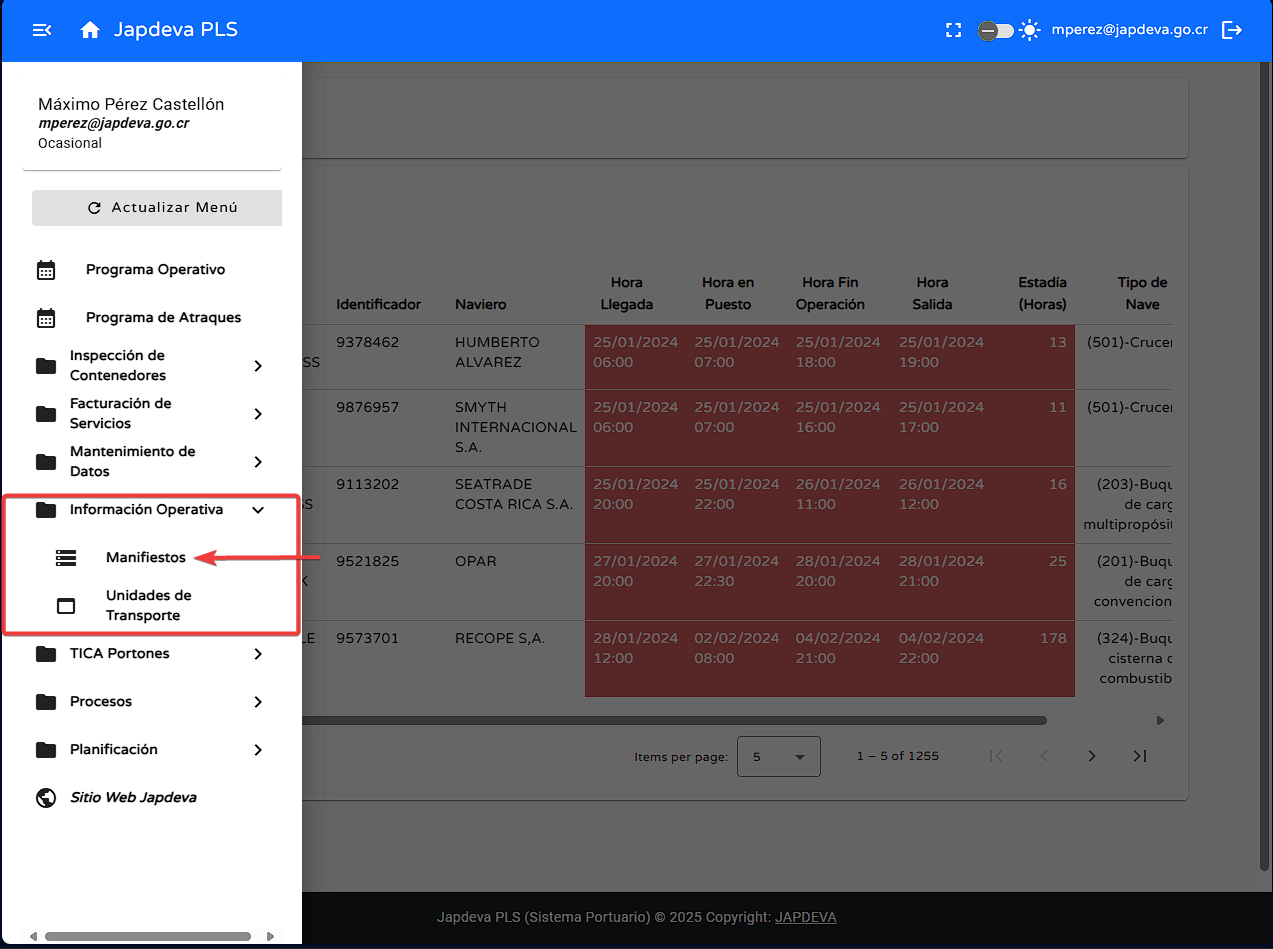 Japdeva PLS
mperez@japdeva.go.cr
Máximo Pérez Castellón
mperez@japdeva.go.cr
Ocasional
Actualizar Menú
Programa Operativo
Programa de Atraques
Inspección de
Contenedores
Facturación de
Servicios
Mantenimiento de
Datos
Información Operativa
Manifiestos
Unidades de
Transporte
TICA Portones
Procesos
Planificación
Sitio Web Japdeva
Identificador Naviero Hora Llegada Hora en Puesto Hora Fin Operación Hora Salida Estadía (Horas) Tipo de Nave
SS 9378462 HUMBERTO 25/01/2024 25/01/2024 25/01/2024 25/01/2024 13 (501)-Crucer
ALVAREZ 06:00 07:00 18:00 19:00
9876957 SMYTH 25/01/2024 25/01/2024 25/01/2024 25/01/2024 11 (501)-Crucer
INTERNACIONAL 06:00 07:00 16:00 17:00
S.A.
9113202 SEATRADE 25/01/2024 25/01/2024 26/01/2024 26/01/2024 16 (203)-Buqu
COSTA RICA S.A. 20:00 22:00 11:00 12:00 de carg
multipropósit
9521825 OPAR 27/01/2024 27/01/2024 28/01/2024 28/01/2024 25 (201)-Buqu
20:00 22:30 20:00 21:00 de carg
convencion
LE 9573701 RECOPE S,A. 28/01/2024 02/02/2024 04/02/2024 04/02/2024 178 (324)-Buqu
12:00 08:00 21:00 22:00 cisterna c
combustib
Items per page: 5 1 – 5 of 1255
Japdeva PLS (Sistema Portuario) © 2025 Copyright: JAPDEVA